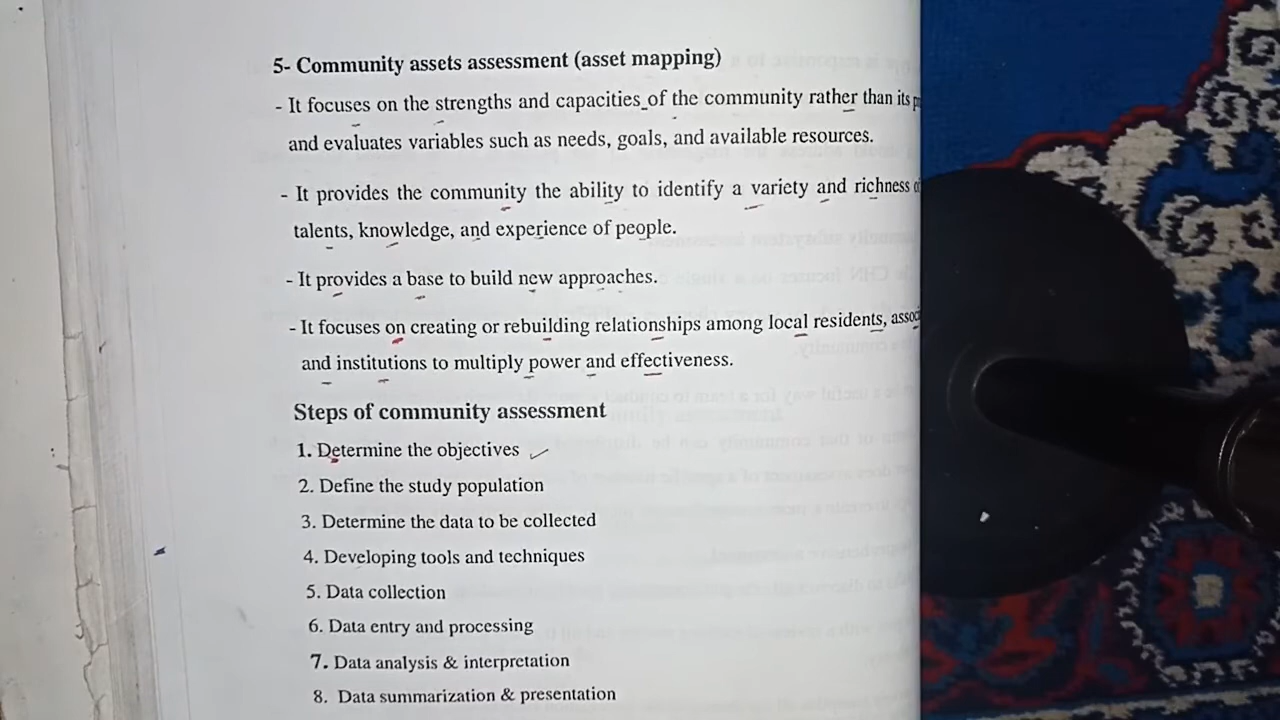 5- Community assets assessment (asset mapping)
- It focuses on the strengths and capacities of the community rather than its
and evaluates variables such as needs, goals, and available resources.
- It provides the community the ability to identify a variety and richness
talents, knowledge, and experience of people.
- It provides a base to build new approaches.
- It focuses on creating or rebuilding relationships among local residents,
and institutions to multiply power and effectiveness.
Steps of community assessment
1. Determine the objectives
2. Define the study population
3. Determine the data to be collected
4. Developing tools and techniques
5. Data collection
6. Data entry and processing
7. Data analysis & interpretation
8. Data summarization & presentation